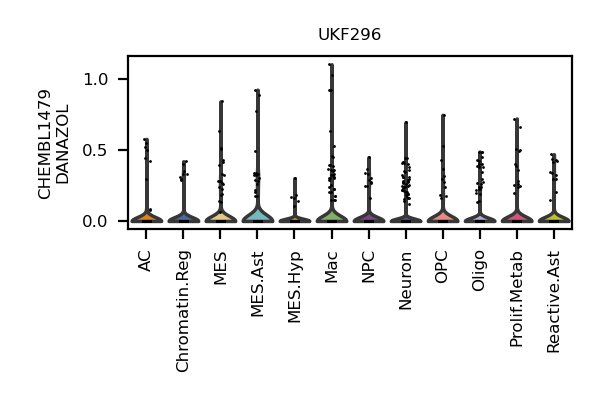 UKF296
CHEMBL1479
DANAZOL
1.0
0.5
0.0
AC
Chromatin.Reg
MES
MES.Ast
MES.Hyp
Mac
NPC
Neuron
OPC
Oligo
Prolif.Metab
Reactive.Ast